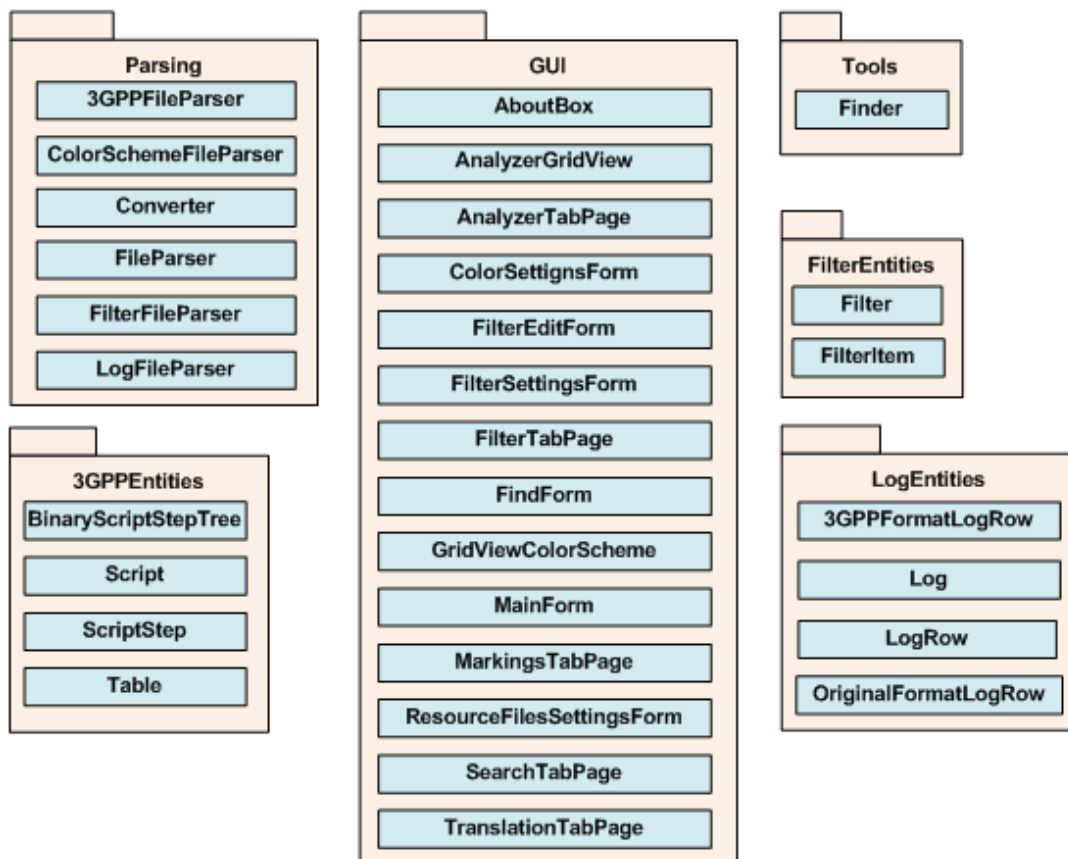 Parsing
3GPPFileParser
ColorSchemeFileParser
Converter
FileParser
FilterFileParser
LogFileParser
3GPPEntities
BinaryScriptStepTree
Script
ScriptStep
Table
GUI
AboutBox
AnalyzerGridView
AnalyzerTabPage
ColorSettignsForm
FilterEditForm
FilterSettingsForm
FilterTabPage
FindForm
GridViewColorScheme
MainForm
MarkingsTabPage
ResourceFilesSettingsForm
SearchTabPage
TranslationTabPage
Tools
Finder
FilterEntities
Filter
FilterItem
LogEntities
3GPPFormatLogRow
Log
LogRow
OriginalFormatLogRow